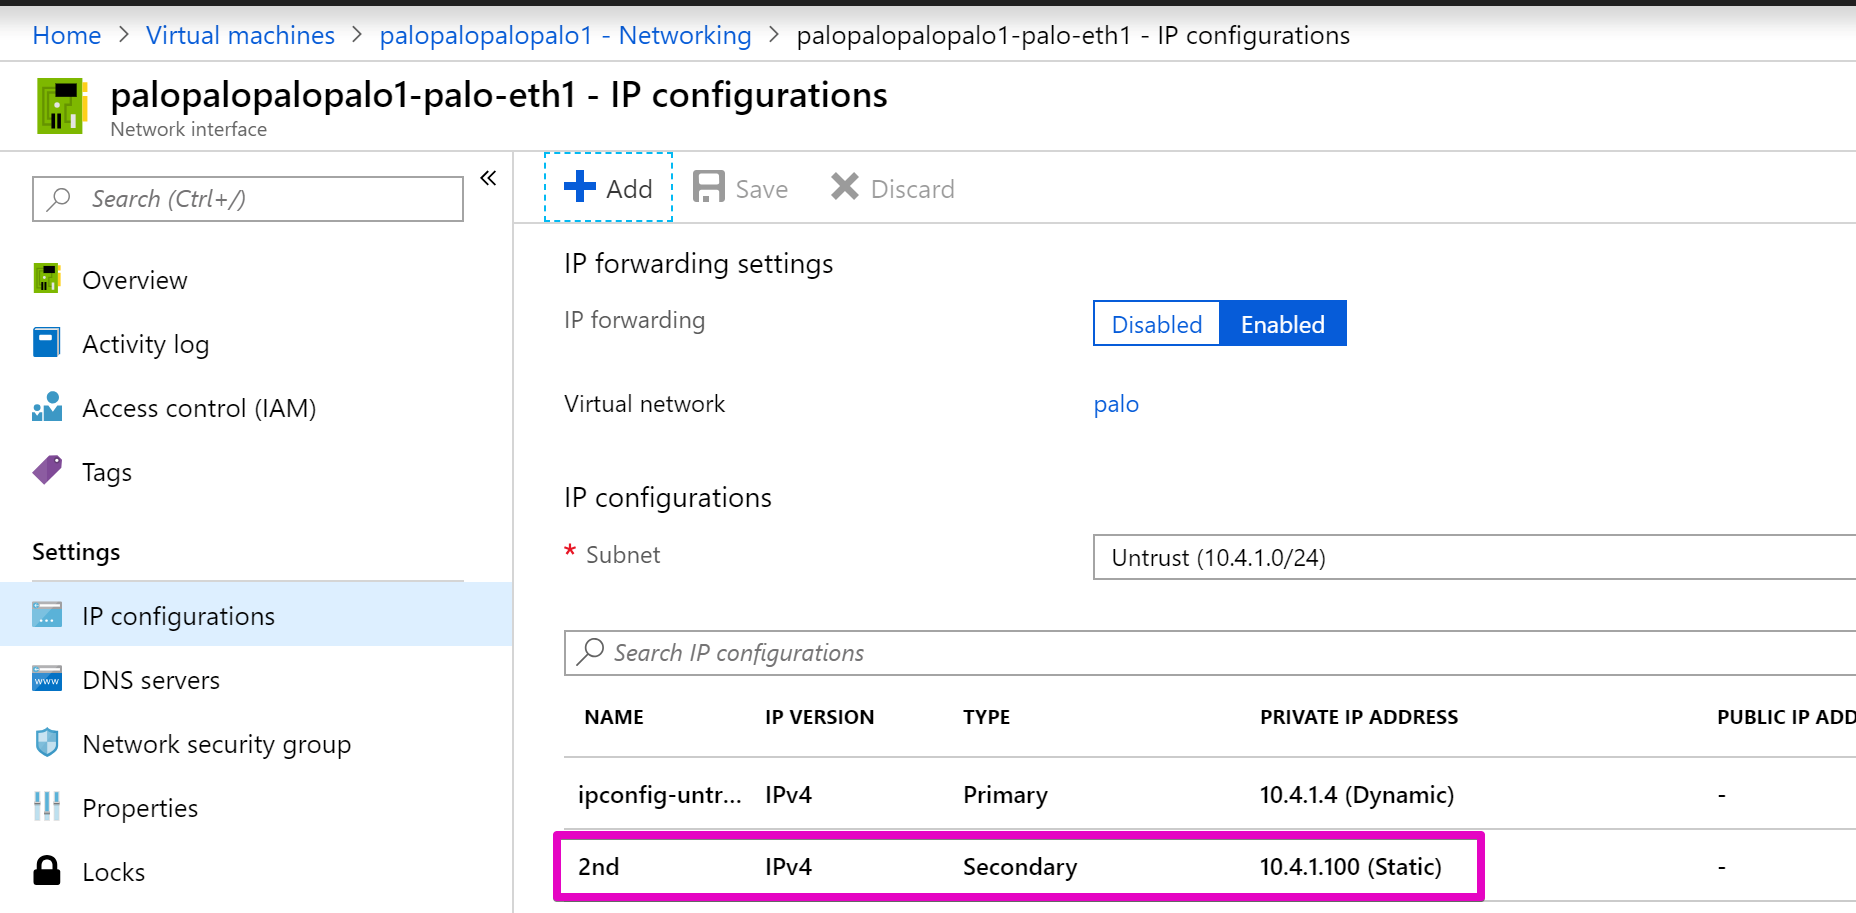 Home > Virtual machines > palopalopalopalo1 - Networking > palopalopalopalo1-palo-eth1 - IP configurations
palopalopalopalo1-palo-eth1 - IP configurations
Network interface
Search (Ctrl+/)
«
Overview
Activity log
Access control (IAM)
Tags
Settings
IP configurations
DNS servers
Network security group
Properties
Locks
Add Save Discard
IP forwarding settings
IP forwarding Disabled Enabled
Virtual network palo
IP configurations
* Subnet Untrust (10.4.1.0/24)
Search IP configurations
NAME IP VERSION TYPE PRIVATE IP ADDRESS PUBLIC IP ADD
ipconfig-untr... IPv4 Primary 10.4.1.4 (Dynamic) -
2nd IPv4 Secondary 10.4.1.100 (Static) -